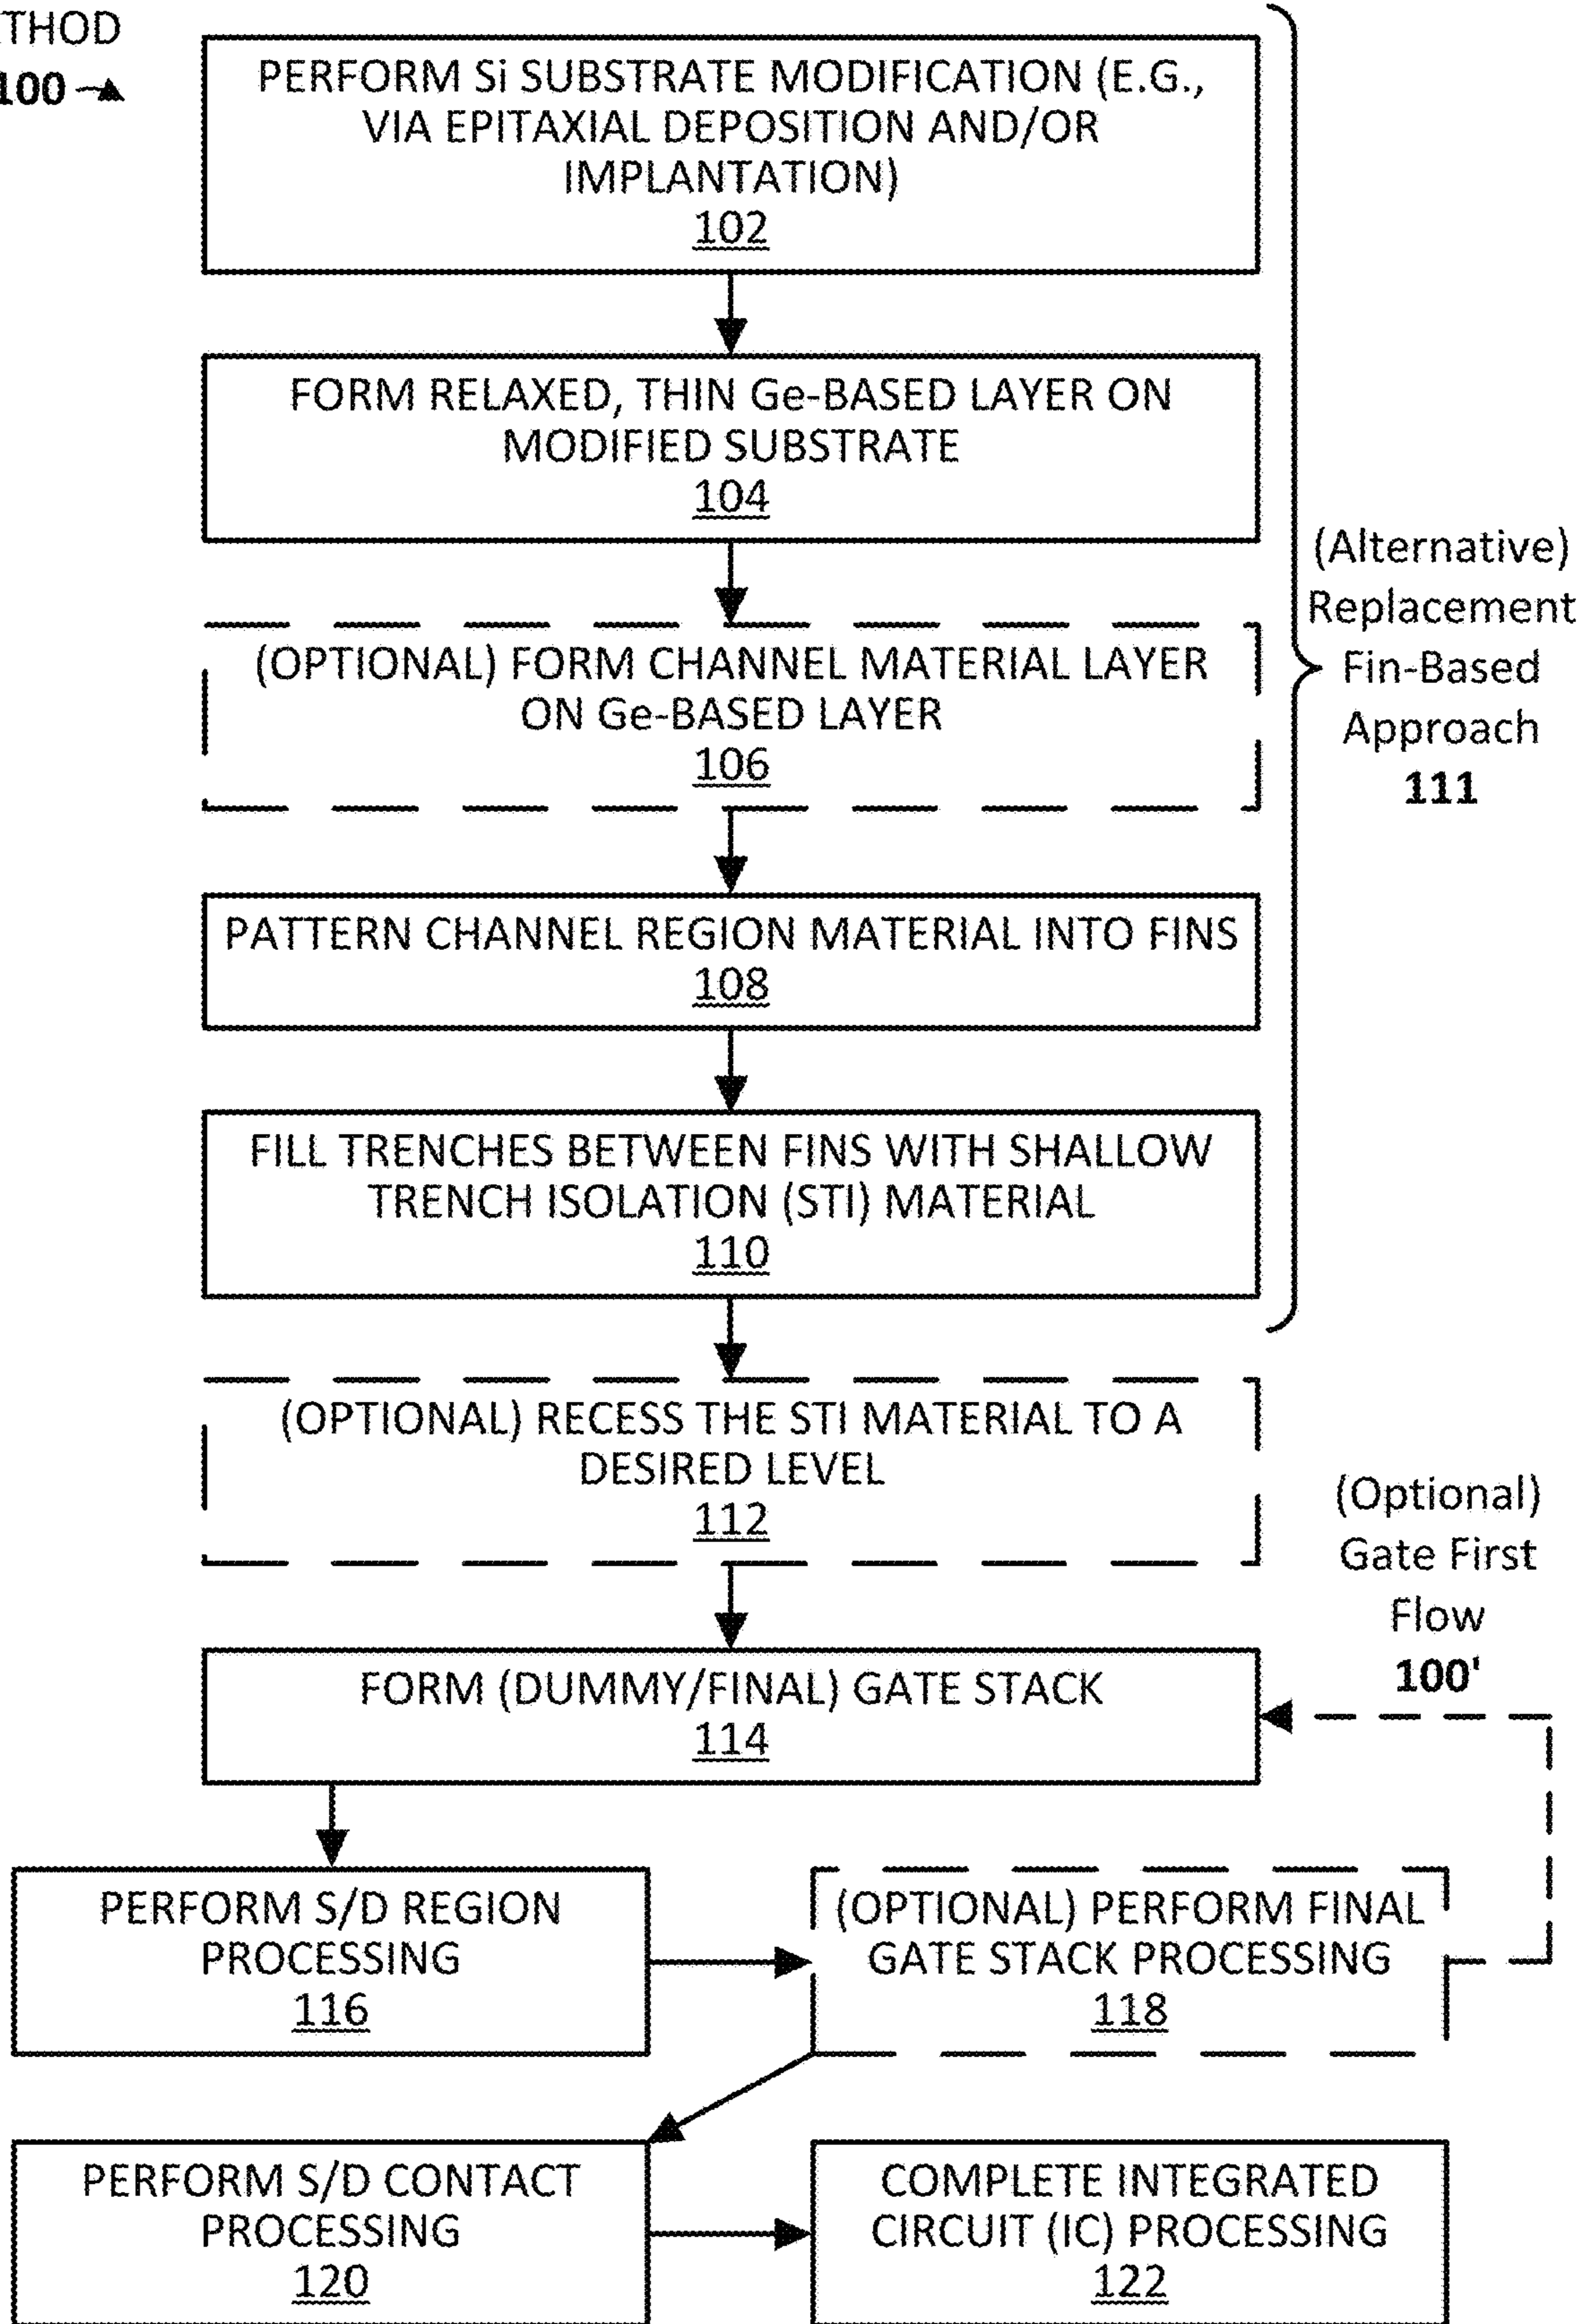 THOD
100
PERFORM Si SUBSTRATE MODIFICATION (E.G.,
VIA EPITAXIAL DEPOSITION AND/OR
IMPLANTATION)
102
FORM RELAXED, THIN Ge-BASED LAYER ON
MODIFIED SUBSTRATE
104
(OPTIONAL) FORM CHANNEL MATERIAL LAYER
ON Ge-BASED LAYER
106
(Alternative)
Replacement
Fin-Based
Approach
111
PATTERN CHANNEL REGION MATERIAL INTO FINS
108
FILL TRENCHES BETWEEN FINS WITH SHALLOW
TRENCH ISOLATION (STI) MATERIAL
110
(OPTIONAL) RECESS THE STI MATERIAL TO A
DESIRED LEVEL
112
(Optional)
Gate First
Flow
100'
FORM (DUMMY/FINAL) GATE STACK
114
PERFORM S/D REGION
PROCESSING
116
(OPTIONAL) PERFORM FINAL
GATE STACK PROCESSING
118
PERFORM S/D CONTACT
PROCESSING
120
COMPLETE INTEGRATED
CIRCUIT (IC) PROCESSING
122